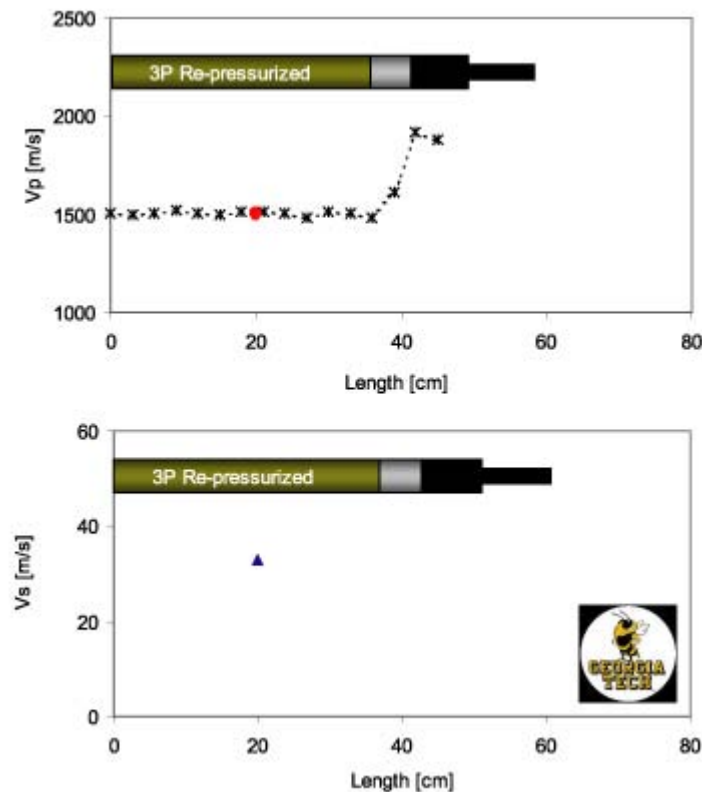 2500
3P Re-pressurized
2000
Vp [m/s]
1500
1000
0 20 40 60 80
Length [cm]
60
3P Re-pressurized
40
Vs [m/s]
20
GEORGIA
TECH
0
0 20 40 60 80
Length [cm]